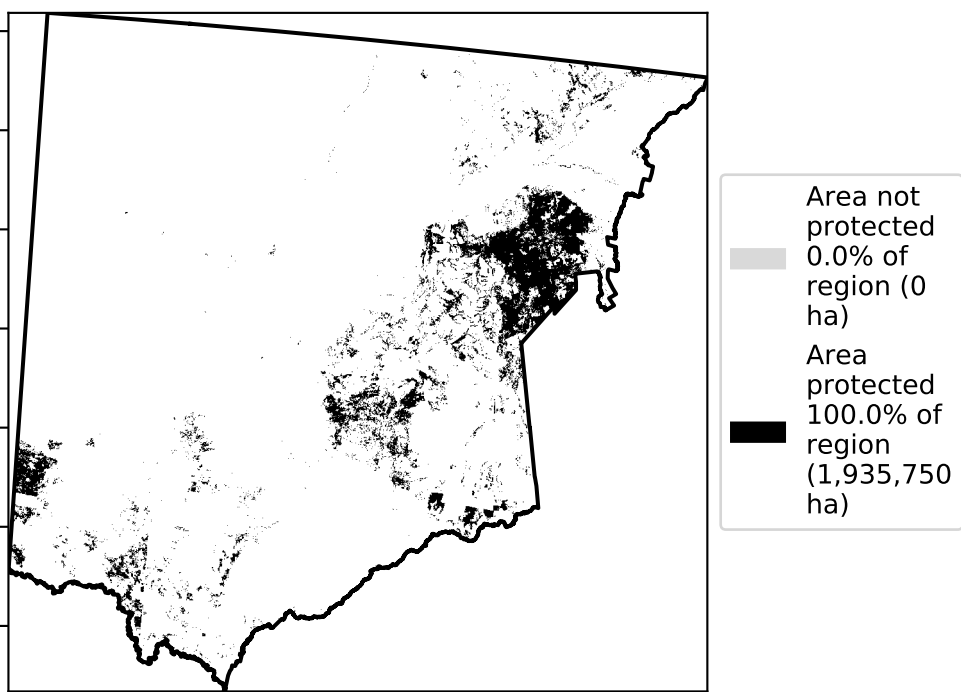 Area not
protected
0.0% of
region (0
ha)
Area
protected
100.0% of
region
(1,935,750
ha)